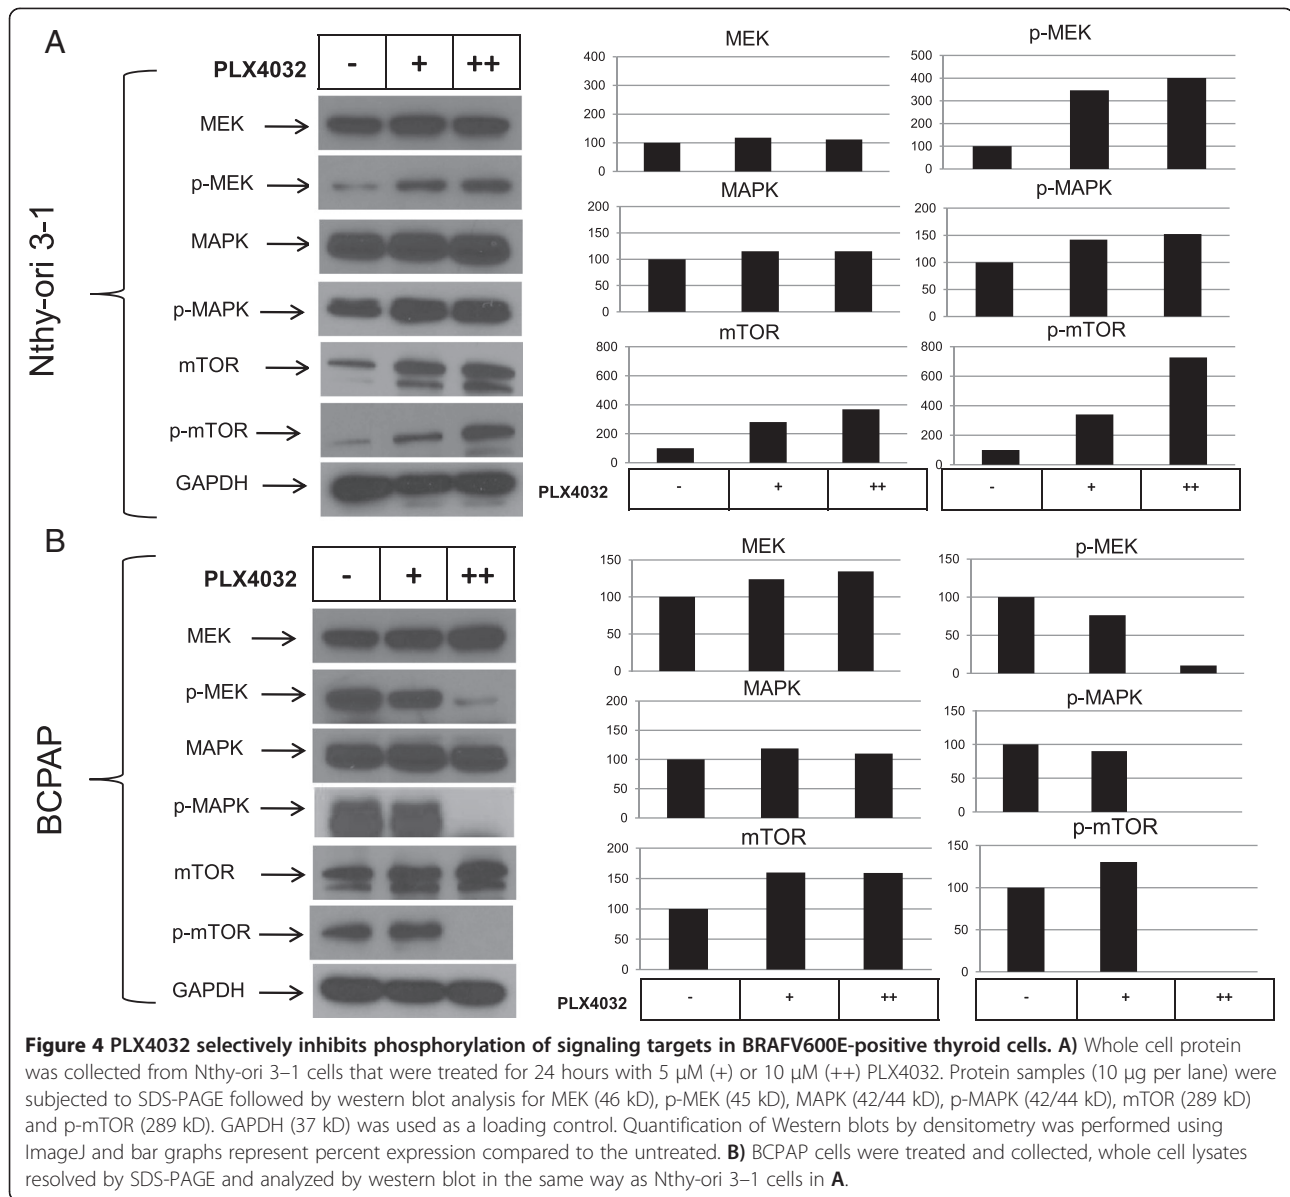 A
PLX4032 - + ++
Nthy-ori 3-1
MEK
p-MEK
MAPK
p-MAPK
mTOR
p-mTOR
GAPDH
MEK
400
300
200
100
0
p-MEK
500
400
300
200
100
0
MAPK
200
150
100
50
0
p-MAPK
200
150
100
50
0
mTOR
800
600
400
200
0
p-mTOR
800
600
400
200
0
PLX4032 - + ++ - + ++
B
PLX4032 - + ++
BCPAP
MEK
p-MEK
MAPK
p-MAPK
mTOR
p-mTOR
GAPDH
MEK
150
100
50
0
p-MEK
150
100
50
0
MAPK
200
150
100
50
0
p-MAPK
150
100
50
0
mTOR
200
150
100
50
0
p-mTOR
150
100
50
0
PLX4032 - + ++ - + ++
Figure 4 PLX4032 selectively inhibits phosphorylation of signaling targets in BRAFV600E-positive thyroid cells. A) Whole cell protein
was collected from Nthy-ori 3–1 cells that were treated for 24 hours with 5 μM (+) or 10 μM (++) PLX4032. Protein samples (10 μg per lane) were
subjected to SDS-PAGE followed by western blot analysis for MEK (46 kD), p-MEK (45 kD), MAPK (42/44 kD), p-MAPK (42/44 kD), mTOR (289 kD)
and p-mTOR (289 kD). GAPDH (37 kD) was used as a loading control. Quantification of Western blots by densitometry was performed using
ImageJ and bar graphs represent percent expression compared to the untreated. B) BCPAP cells were treated and collected, whole cell lysates
resolved by SDS-PAGE and analyzed by western blot in the same way as Nthy-ori 3–1 cells in A.